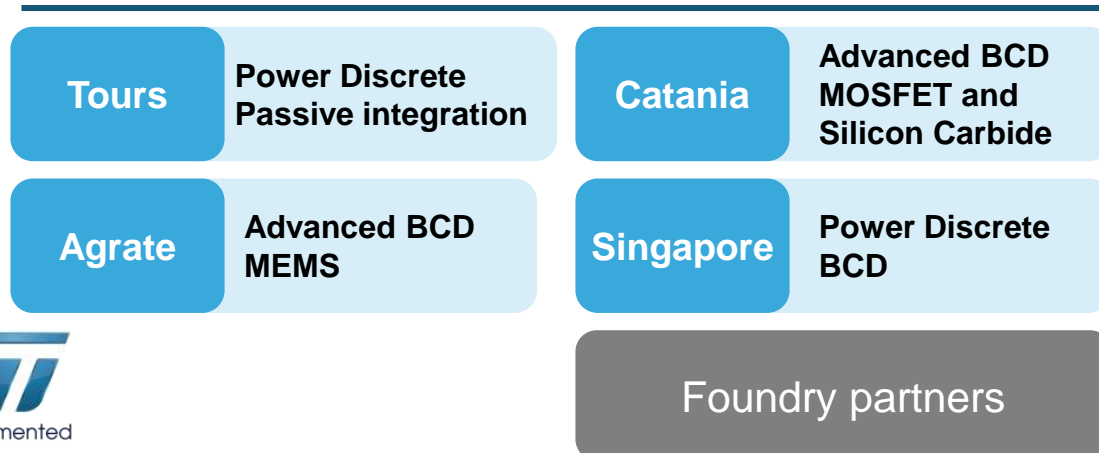 Tours
Power Discrete
Passive integration
Catania
Advanced BCD
MOSFET and
Silicon Carbide
Agrate
Advanced BCD
MEMS
Singapore
Power Discrete
BCD
Foundry partners
mented